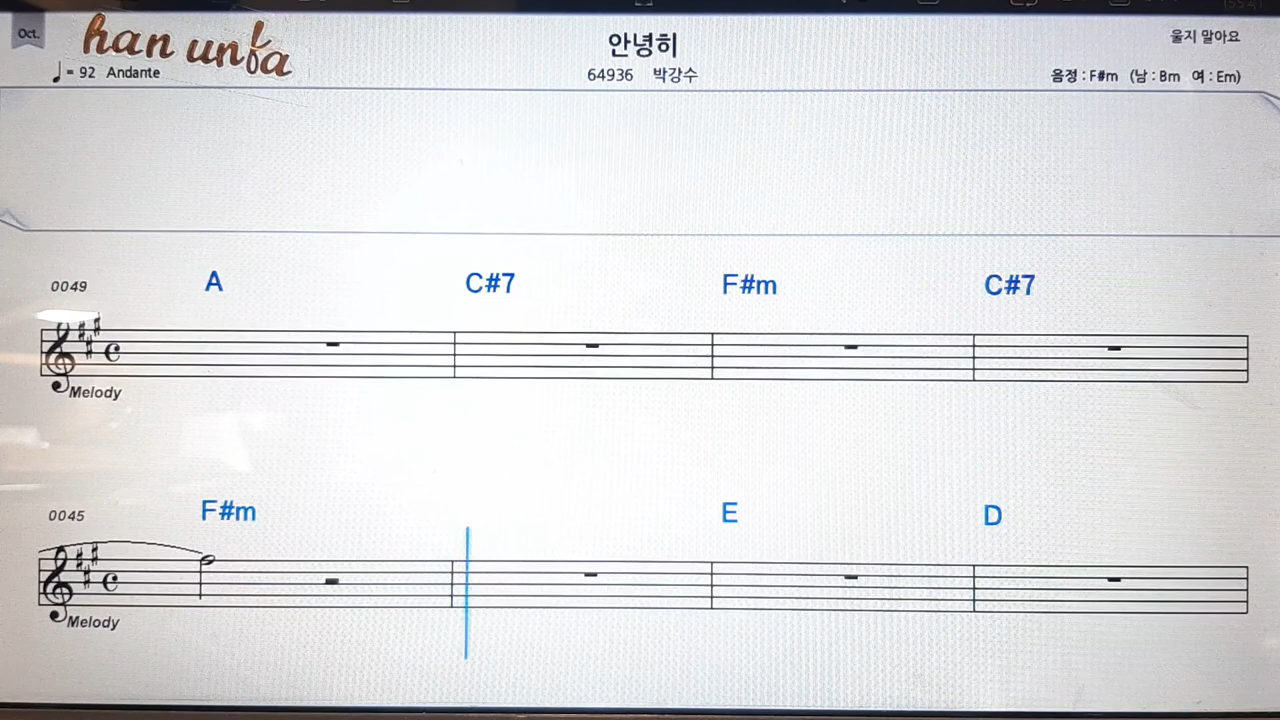 Oct.
han unfa
안녕히
울지 말아요
♩= 92 Andante
64936 박강수
음정 : F#m (남 : Bm 여 : Em)
0049 A C#7 F#m C#7
Melody
0045 F#m E D
Melody